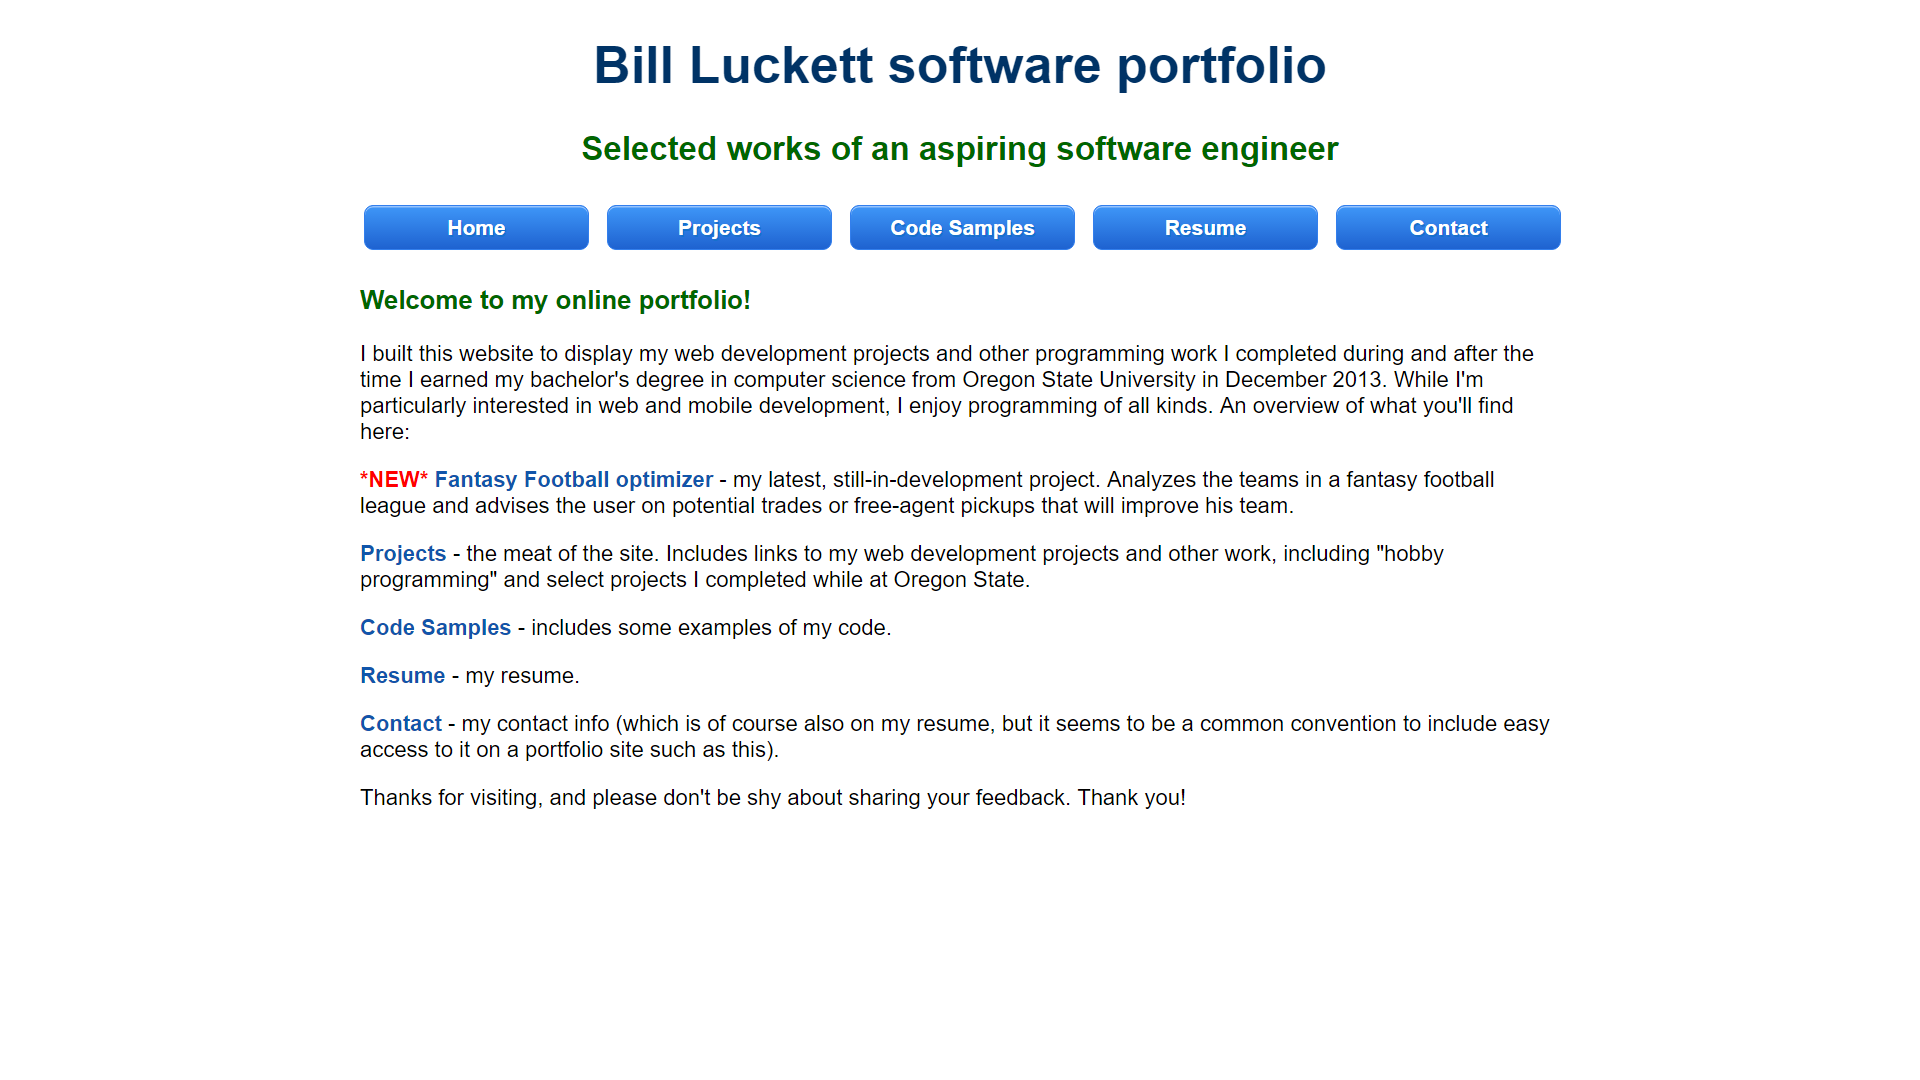 Bill Luckett software portfolio
Selected works of an aspiring software engineer
Home Projects Code Samples Resume Contact
Welcome to my online portfolio!
I built this website to display my web development projects and other programming work I completed during and after the
time I earned my bachelor's degree in computer science from Oregon State University in December 2013. While I'm
particularly interested in web and mobile development, I enjoy programming of all kinds. An overview of what you'll find
here:
*NEW* Fantasy Football optimizer - my latest, still-in-development project. Analyzes the teams in a fantasy football
league and advises the user on potential trades or free-agent pickups that will improve his team.
Projects - the meat of the site. Includes links to my web development projects and other work, including "hobby
programming" and select projects I completed while at Oregon State.
Code Samples - includes some examples of my code.
Resume - my resume.
Contact - my contact info (which is of course also on my resume, but it seems to be a common convention to include easy
access to it on a portfolio site such as this).
Thanks for visiting, and please don't be shy about sharing your feedback. Thank you!